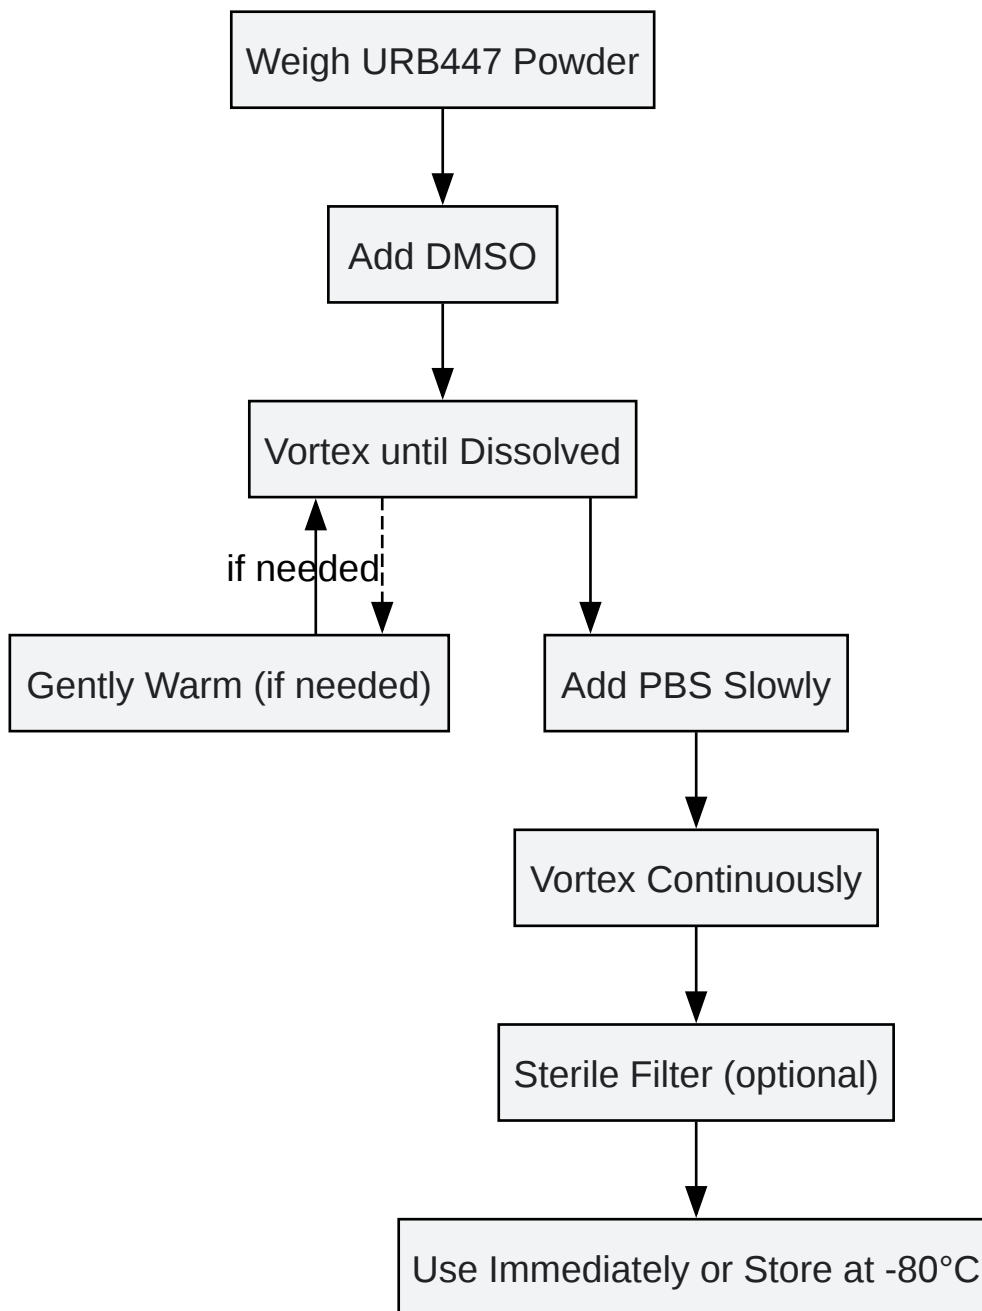 Weigh URB447 Powder
Add DMSO
Vortex until Dissolved
if needed
Gently Warm (if needed)
Add PBS Slowly
Vortex Continuously
Sterile Filter (optional)
Use Immediately or Store at -80°C